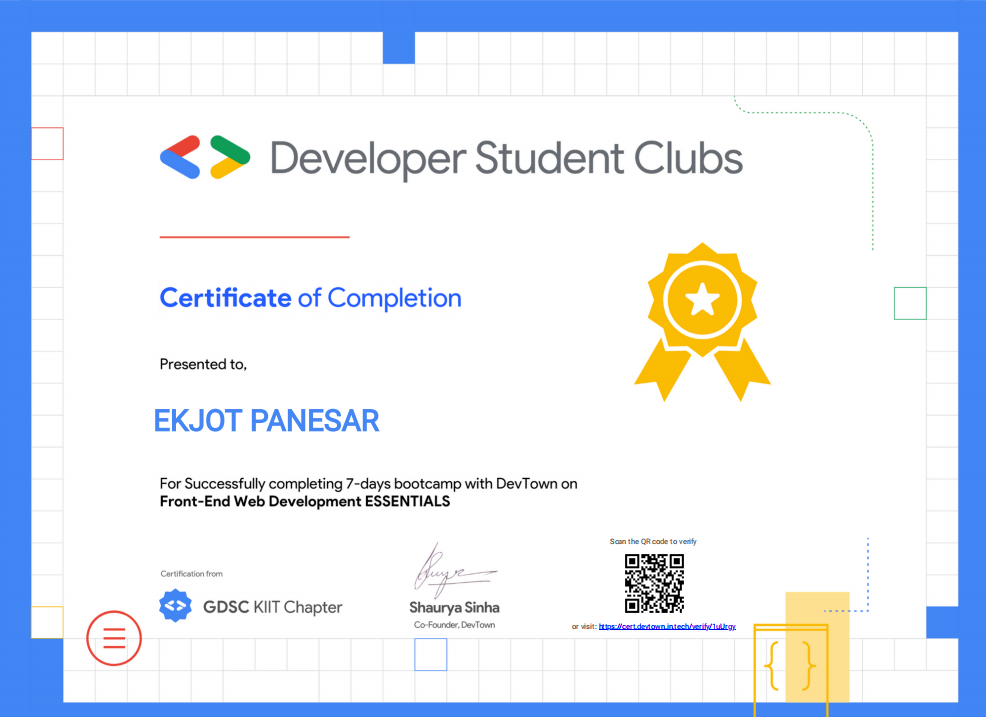 Developer Student Clubs
Certificate of Completion
Presented to,
EKJOT PANESAR
For Successfully completing 7-days bootcamp with DevTown on
Front-End Web Development ESSENTIALS
Certification from
GDSC KIIT Chapter
Shaurya Sinha
Co-Founder, DevTown
Scan the QR code to verify
or visit: https://cert.devtown.in.tech/verify/1uUrgy
{ }